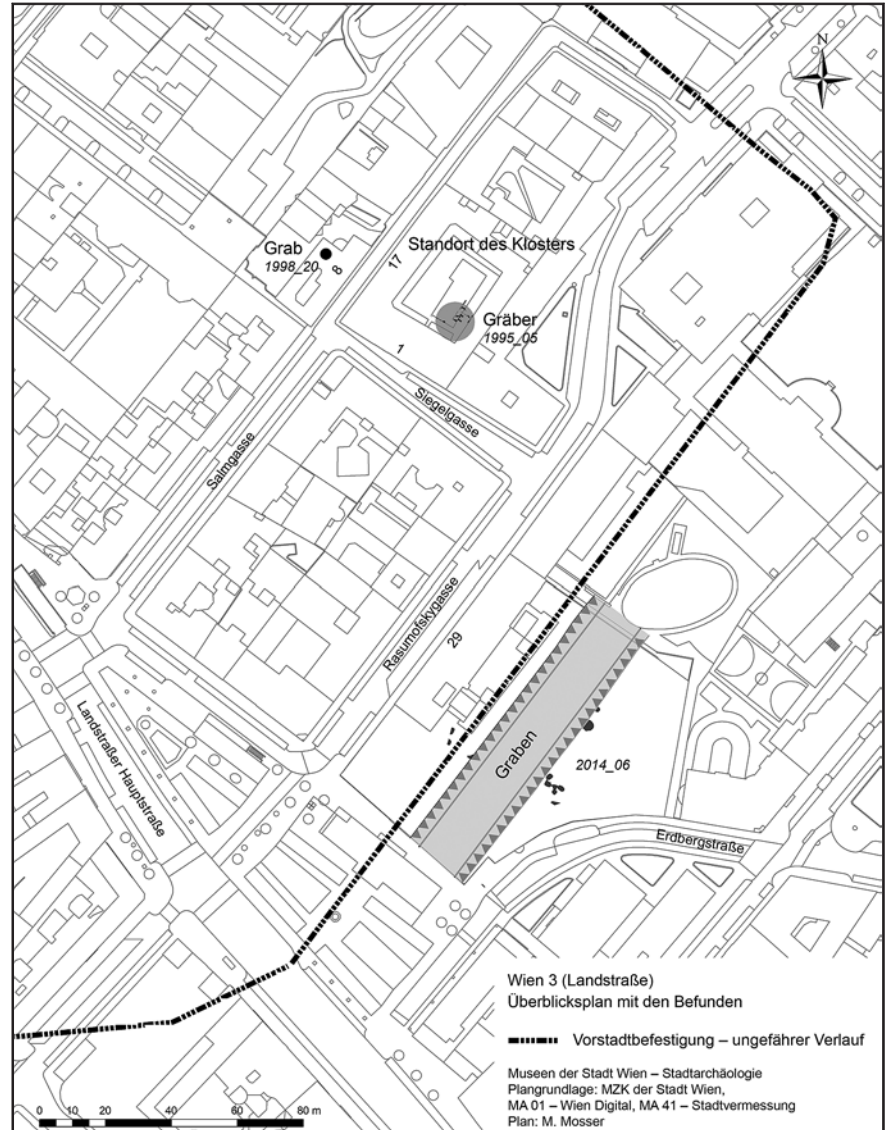 N
Standort des Klosters
17
Grab
1998_20
8
Gräber
1995_05
1
Siegelgasse
Salmgasse
Rasumofskygasse
29
Landstraßer Hauptstraße
Graben
2014_06
Erdbergstraße
Wien 3 (Landstraße)
Überblicksplan mit den Befunden
Vorstadtbefestigung – ungefährer Verlauf
Museen der Stadt Wien – Stadtarchäologie
Plangrundlage: MZK der Stadt Wien,
MA 01 – Wien Digital, MA 41 – Stadtvermessung
Plan: M. Mosser
0 10 20 40 60 80 m